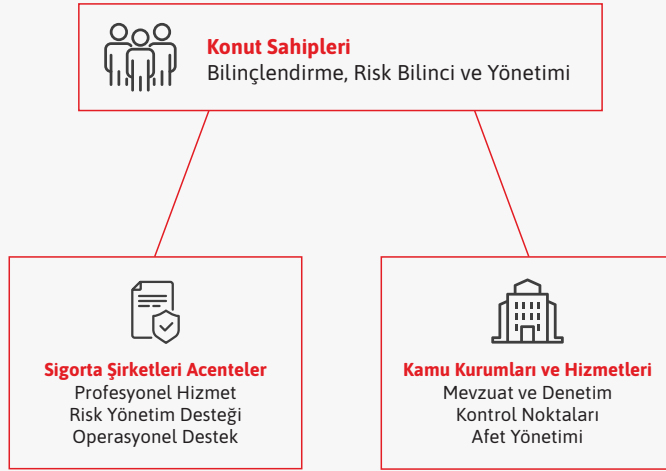 Konut Sahipleri
Bilinçlendirme, Risk Bilinci ve Yönetimi
Sigorta Şirketleri Acenteler
Profesyonel Hizmet
Risk Yönetim Desteği
Operasyonel Destek
Kamu Kurumları ve Hizmetleri
Mevzuat ve Denetim
Kontrol Noktaları
Afet Yönetimi